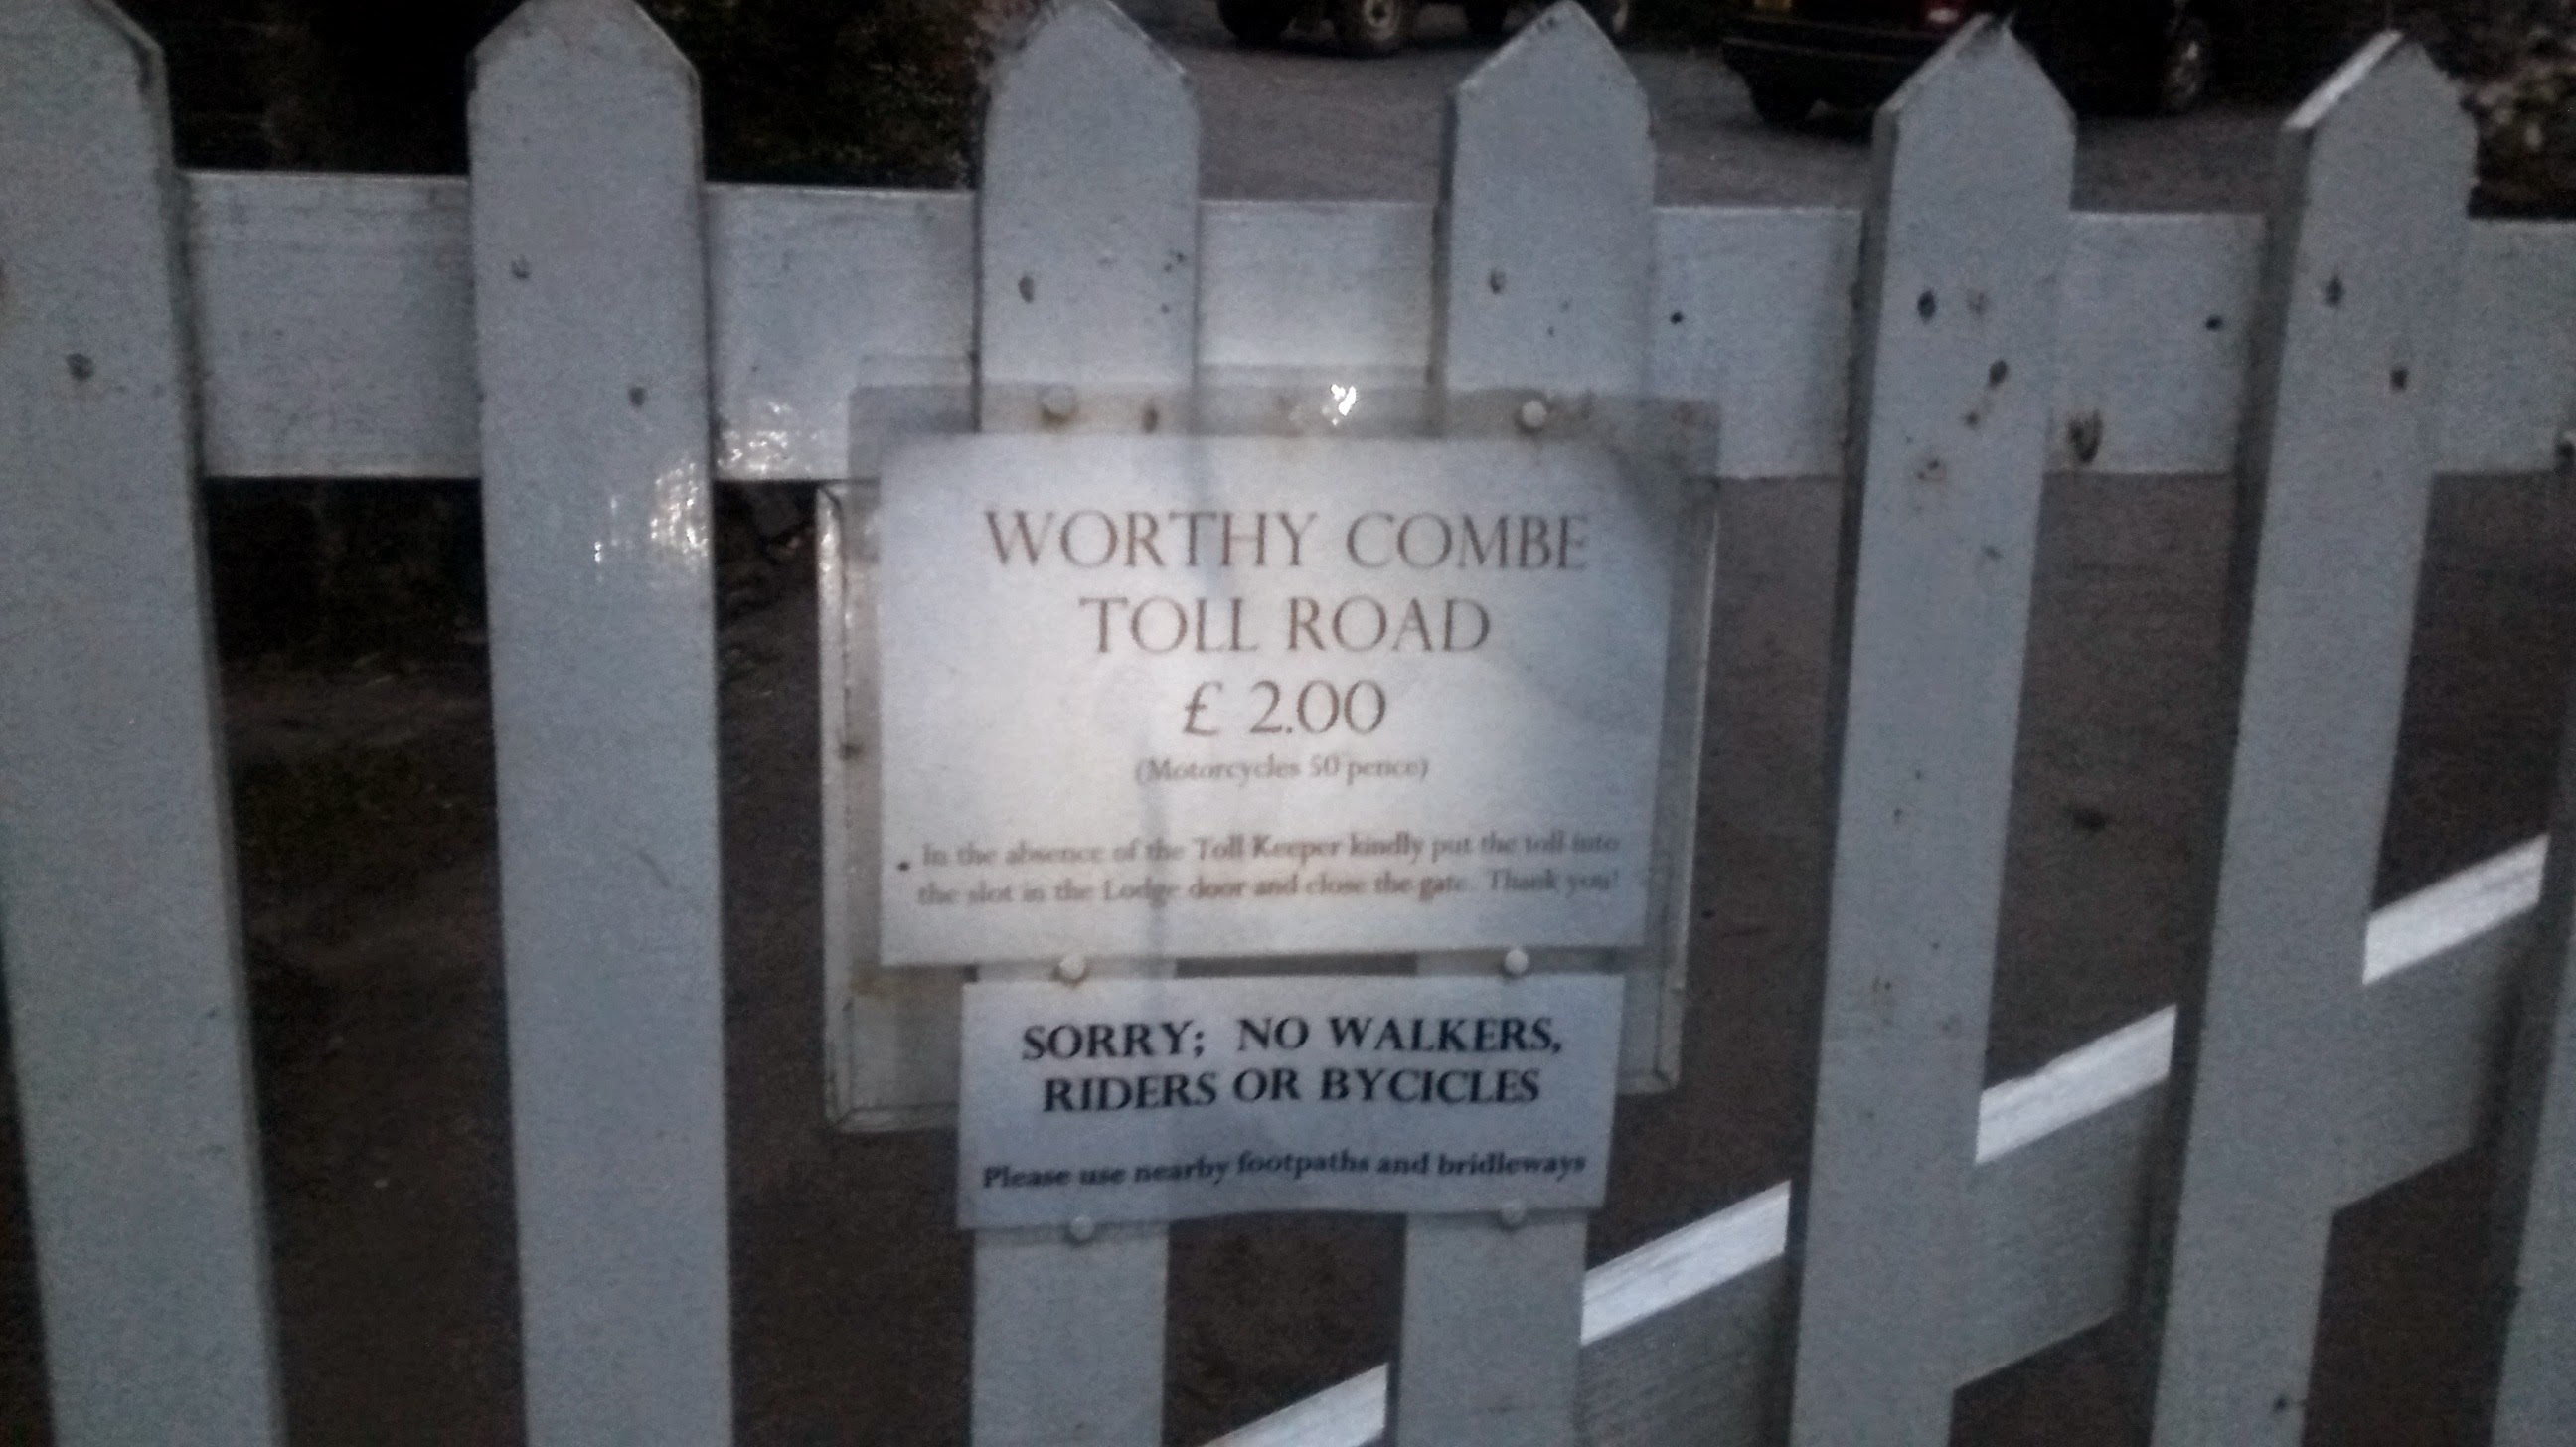 WORTHY COMBE
TOLL ROAD
£ 2.00
(Motorcycles 50 pence)
. In the absence of the Toll Keeper kindly put the toll into
the slot in the Lodge door and close the gate. Thank you!
SORRY; NO WALKERS,
RIDERS OR BYCICLES
Please use nearby footpaths and bridleways